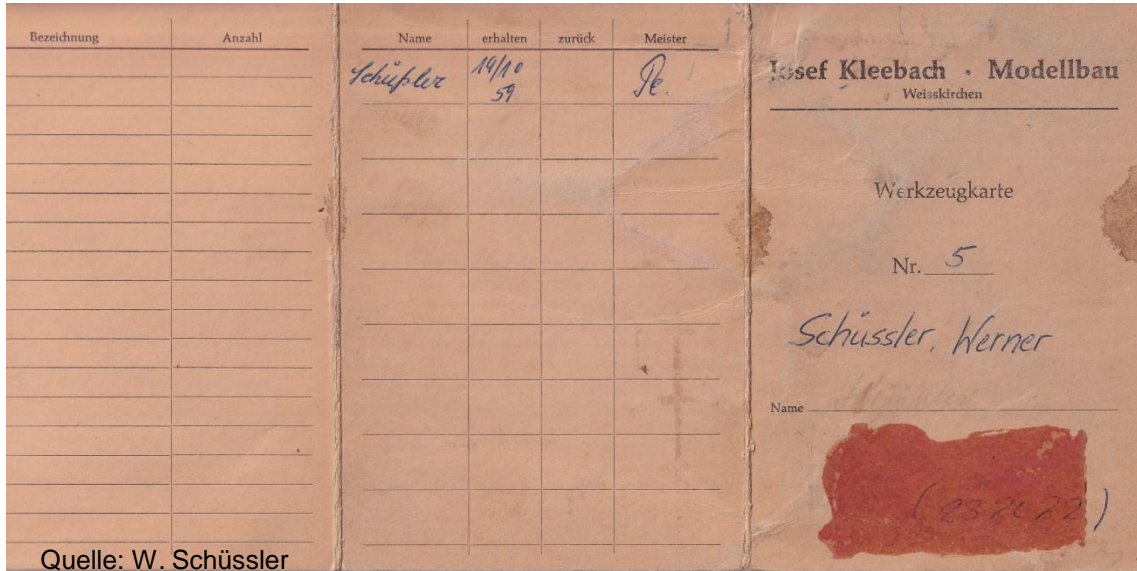 Bezeichnung Anzahl
Name erhalten zurück Meister
Schüßler 19/10 59
Josef Kleebach · Modellbau
Weisskirchen
Werkzeugkarte
Nr. 5
Schüssler, Werner
Name
Quelle: W. Schüssler